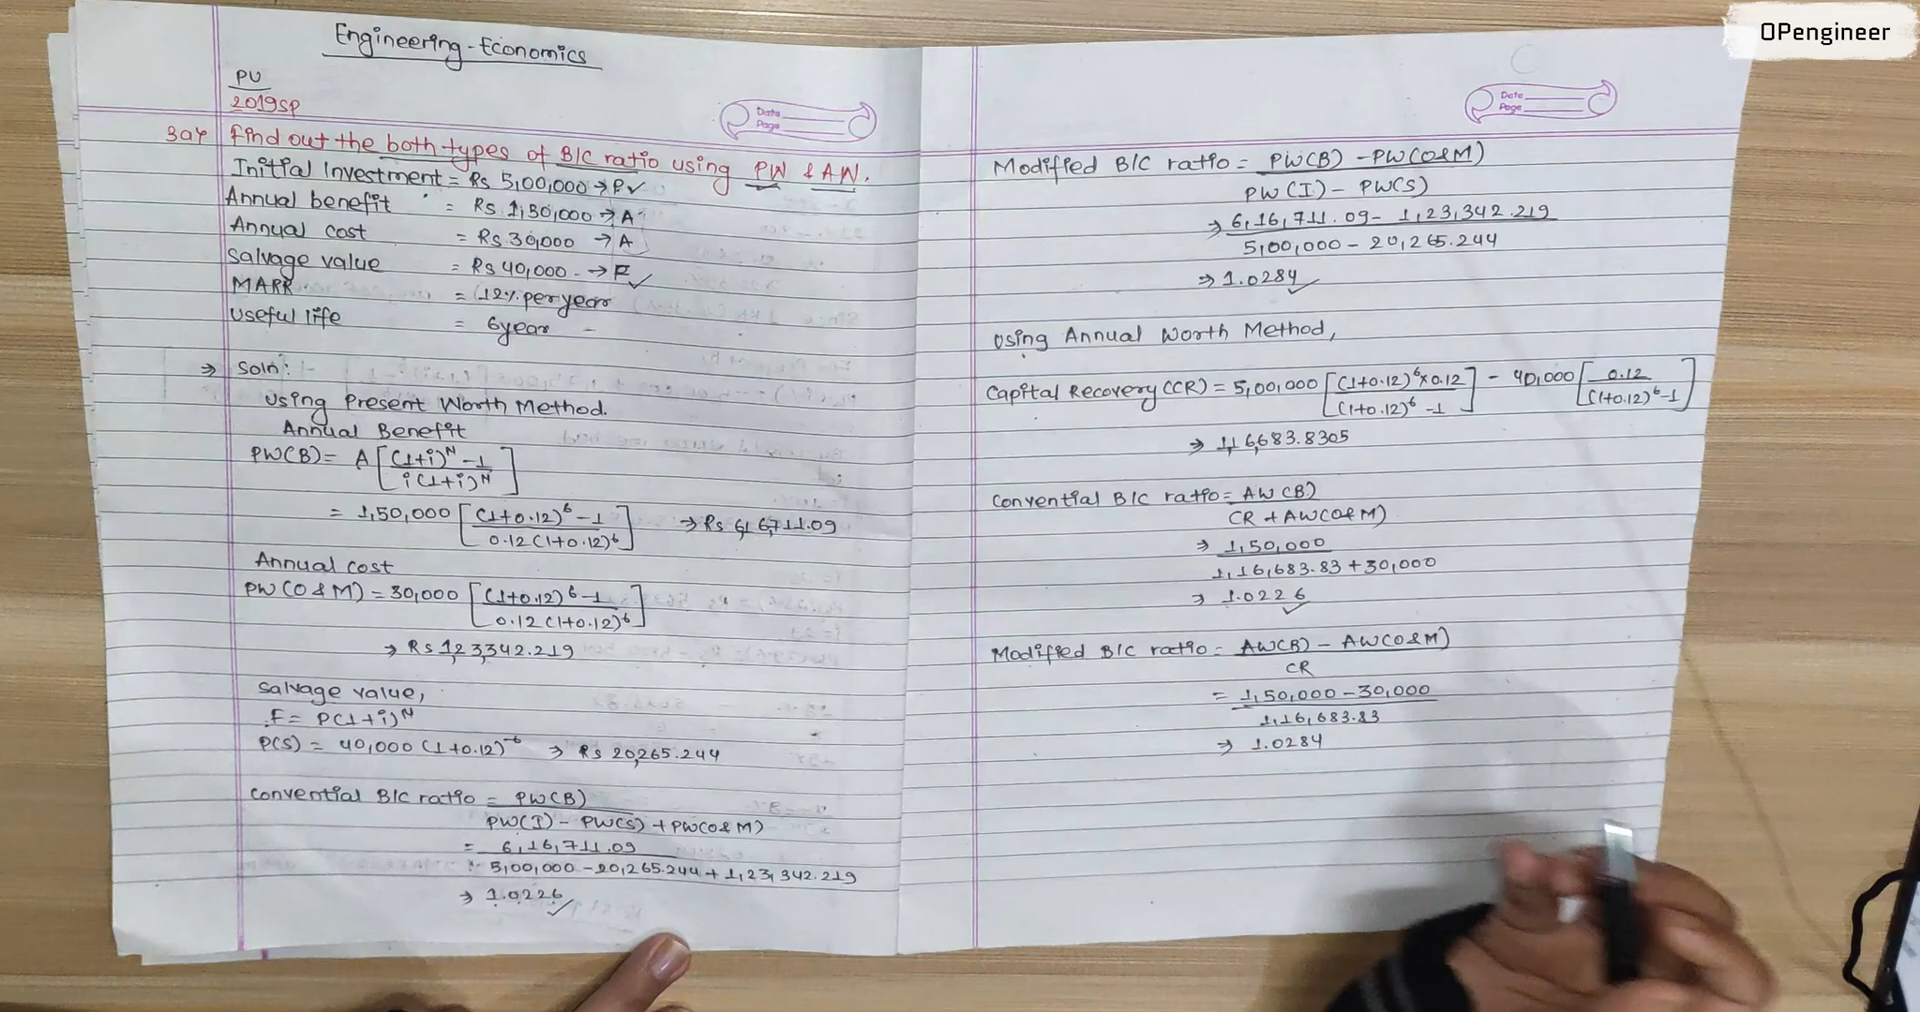 OPengineer
Engineering-Economics
PU
2019SP
Date
Page
3a> Find out the both types of B/C ratio using PW & AW.
Initial Investment = Rs 5,00,000 → P✓
Annual benefit = Rs 1,50,000 → A
Annual cost = Rs 30,000 → A
Salvage value = Rs 40,000 → F ✓
MARR = 12% per year
Useful life = 6 year
⇒ Soln:
Using Present Worth Method.
Annual Benefit
PW(B) = A [ (1+i)^N - 1 / i(1+i)^N ]
= 1,50,000 [ (1+0.12)^6 - 1 / 0.12(1+0.12)^6 ] ⇒ Rs 6,16,711.09
Annual cost
PW(O&M) = 30,000 [ (1+0.12)^6 - 1 / 0.12(1+0.12)^6 ]
⇒ Rs 1,23,342.219
Salvage value,
F = P(1+i)^N
P(S) = 40,000 (1+0.12)^-6 ⇒ Rs 20,265.244
Convential B/C ratio = PW(B)
PW(I) - PW(S) + PW(O&M)
= 6,16,711.09
5,00,000 - 20,265.244 + 1,23,342.219
⇒ 1.0226 ✓
Date
Page
Modified B/C ratio = PW(B) - PW(O&M)
PW(I) - PW(S)
⇒ 6,16,711.09 - 1,23,342.219
5,00,000 - 20,265.244
⇒ 1.0284 ✓
Using Annual Worth Method,
Capital Recovery (CR) = 5,00,000 [ (1+0.12)^6 × 0.12 / (1+0.12)^6 - 1 ] - 40,000 [ 0.12 / (1+0.12)^6 - 1 ]
⇒ 1,16,683.8305
Convential B/C ratio = AW(B)
CR + AW(O&M)
⇒ 1,50,000
1,16,683.83 + 30,000
⇒ 1.0226 ✓
Modified B/C ratio = AW(B) - AW(O&M)
CR
= 1,50,000 - 30,000
1,16,683.83
⇒ 1.0284